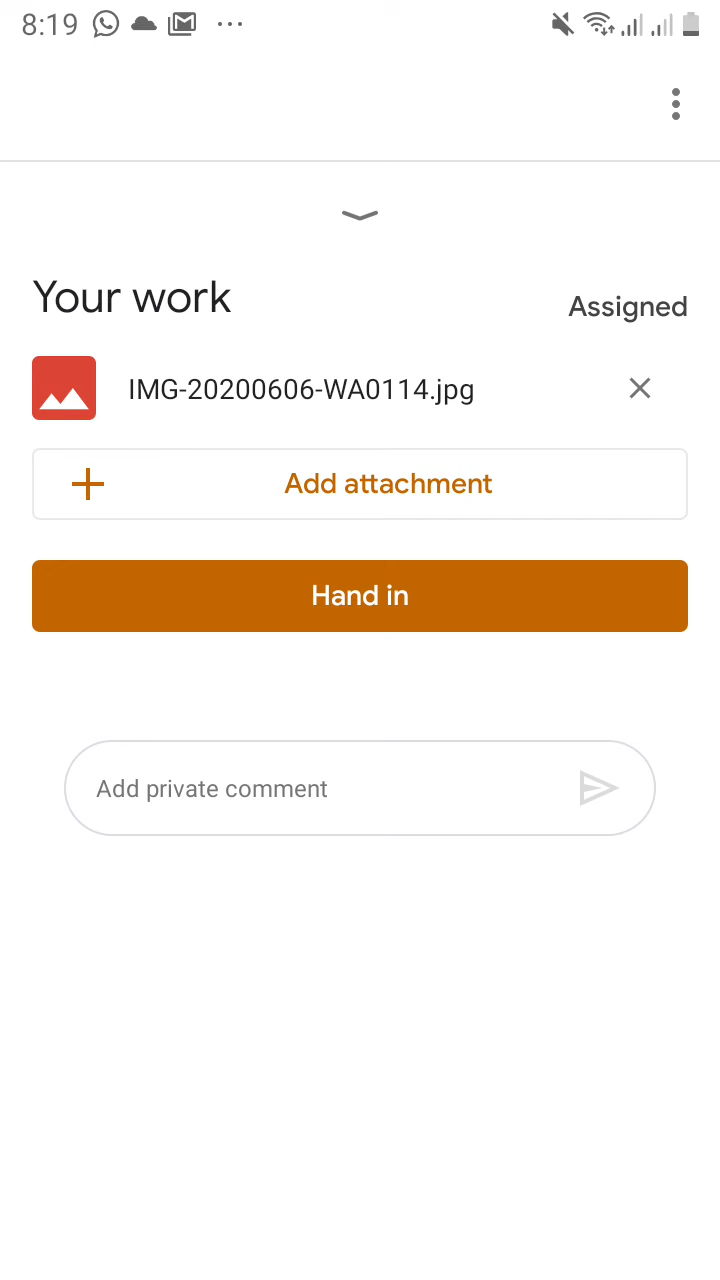 8:19
Your work
Assigned
IMG-20200606-WA0114.jpg
Add attachment
Hand in
Add private comment